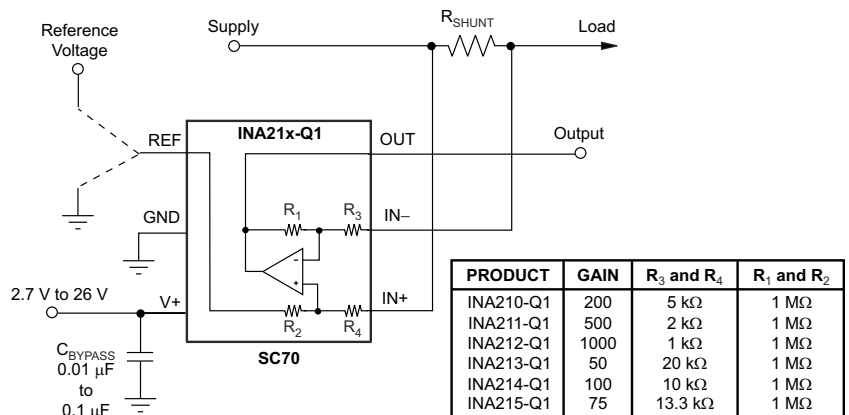 Reference
Voltage
Supply
R_SHUNT
Load
INA21x-Q1
REF
OUT
Output
GND
R1
R3
IN−
-
+
2.7 V to 26 V
V+
R2
R4
IN+
SC70
C_BYPASS
0.01 μF
to
0.1 μF
PRODUCT GAIN R3 and R4 R1 and R2
INA210-Q1 200 5 kΩ 1 MΩ
INA211-Q1 500 2 kΩ 1 MΩ
INA212-Q1 1000 1 kΩ 1 MΩ
INA213-Q1 50 20 kΩ 1 MΩ
INA214-Q1 100 10 kΩ 1 MΩ
INA215-Q1 75 13.3 kΩ 1 MΩ